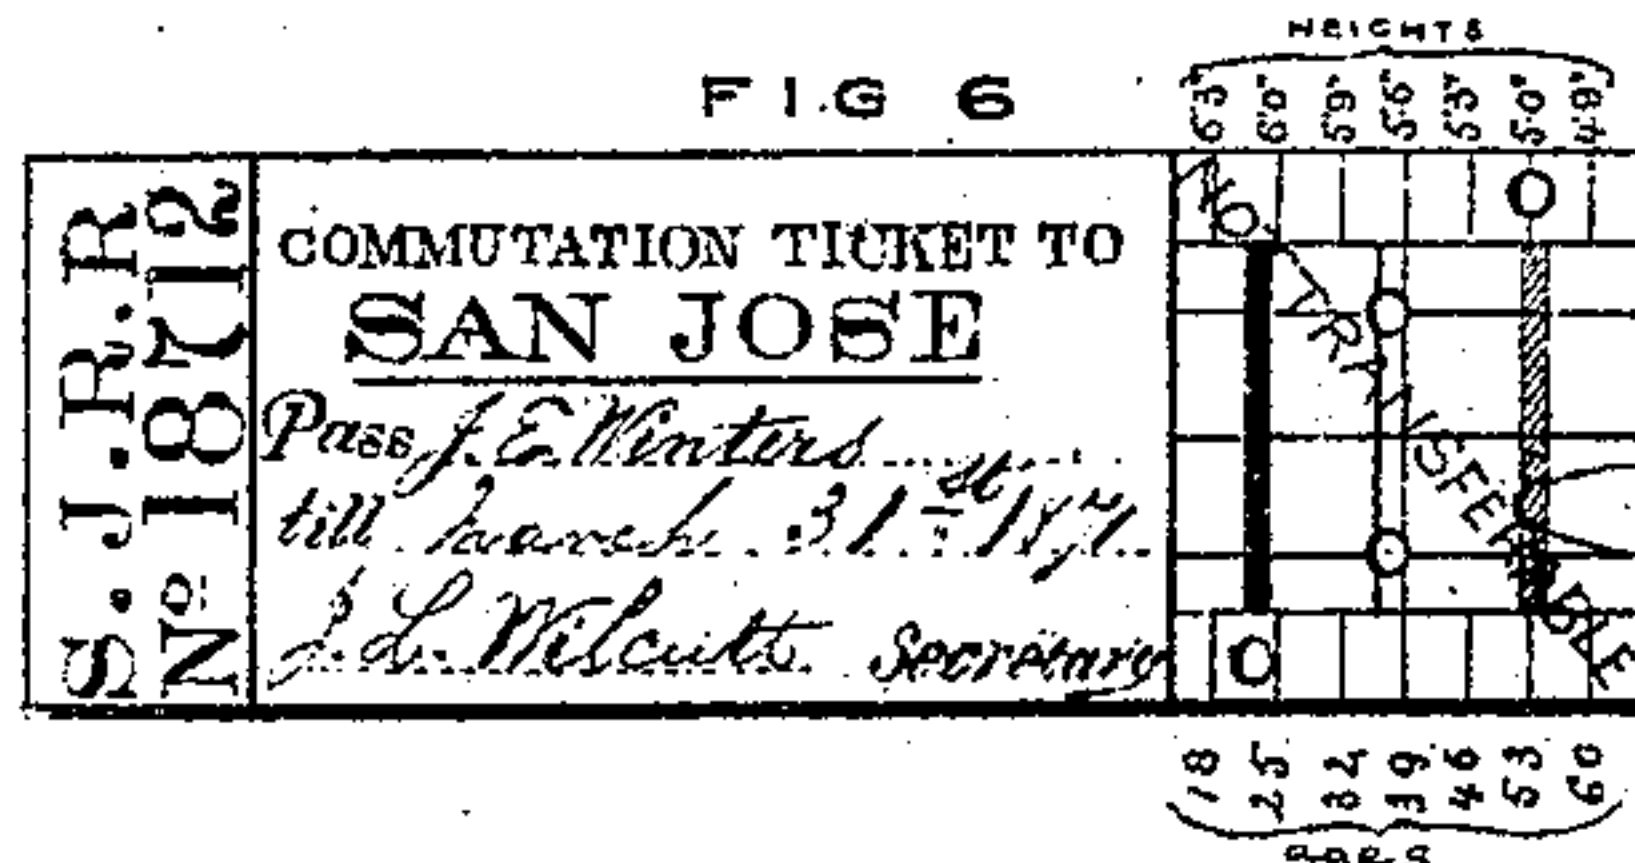 HEIGHTS
FIG 6
6'3" 6'0" 5'9" 5'6" 5'3" 5'0" 4'9"
S.J.R.R
No 18712
COMMUTATION TICKET TO
SAN JOSE
Pass J. E. Winters
till March 31st 1871
J. L. Wilcutt Secretary
NOT TRANSFERABLE
18 25 32 39 46 53 60
AGES